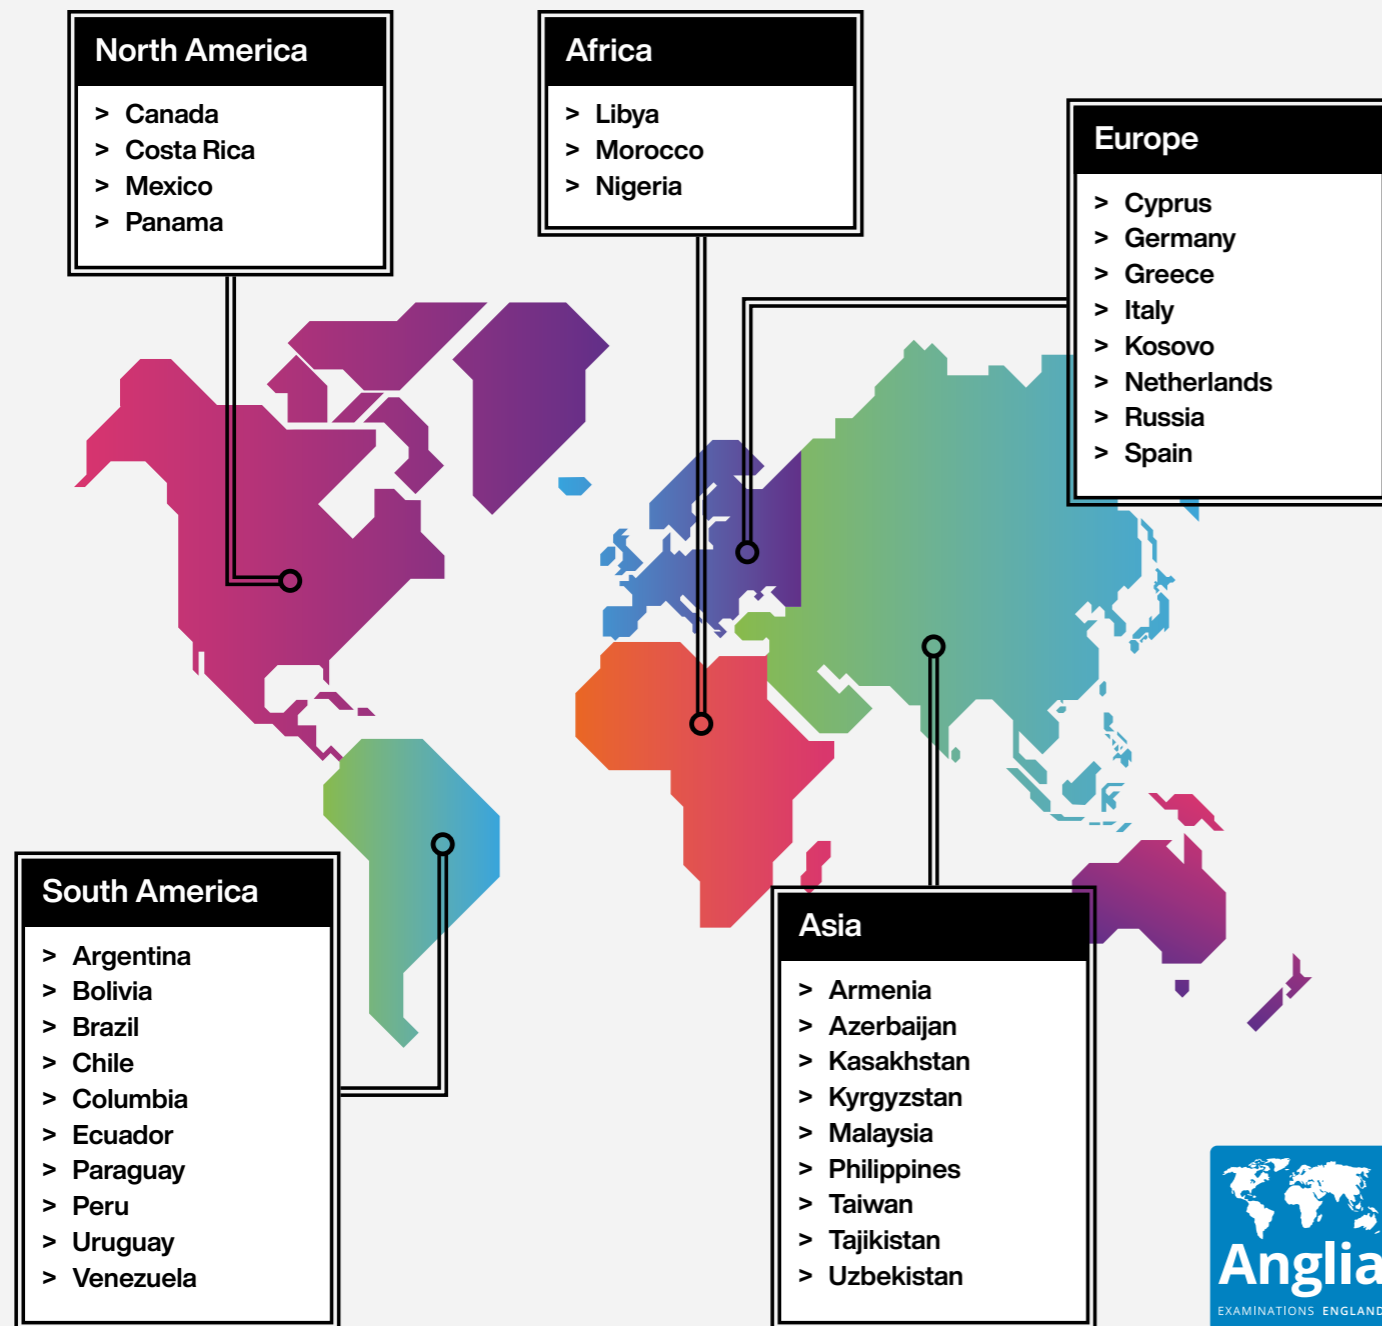 North America
> Canada
> Costa Rica
> Mexico
> Panama
Africa
> Libya
> Morocco
> Nigeria
Europe
> Cyprus
> Germany
> Greece
> Italy
> Kosovo
> Netherlands
> Russia
> Spain
South America
> Argentina
> Bolivia
> Brazil
> Chile
> Columbia
> Ecuador
> Paraguay
> Peru
> Uruguay
> Venezuela
Asia
> Armenia
> Azerbaijan
> Kasakhstan
> Kyrgyzstan
> Malaysia
> Philippines
> Taiwan
> Tajikistan
> Uzbekistan
Anglia
EXAMINATIONS ENGLAND